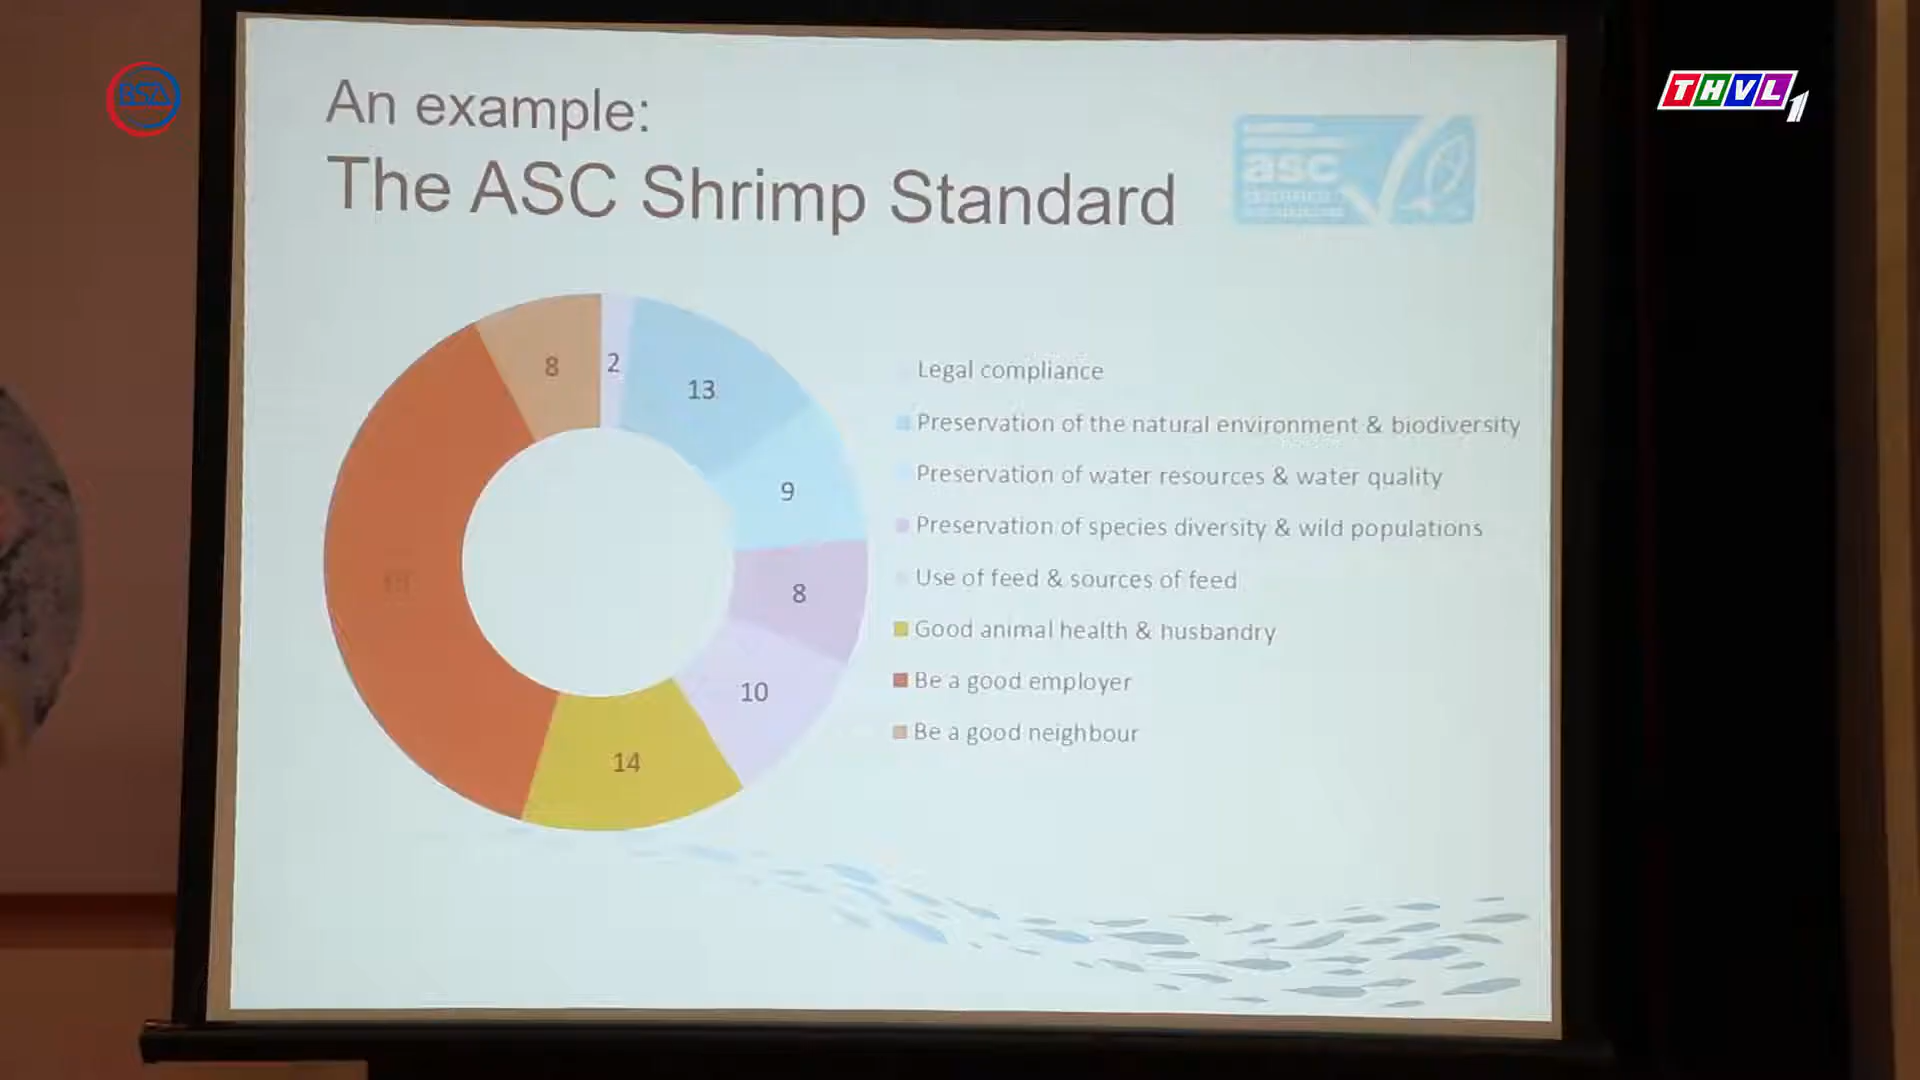 BSA
THVL1
An example:
The ASC Shrimp Standard
asc
8
2
13
9
8
10
14
Legal compliance
Preservation of the natural environment & biodiversity
Preservation of water resources & water quality
Preservation of species diversity & wild populations
Use of feed & sources of feed
Good animal health & husbandry
Be a good employer
Be a good neighbour